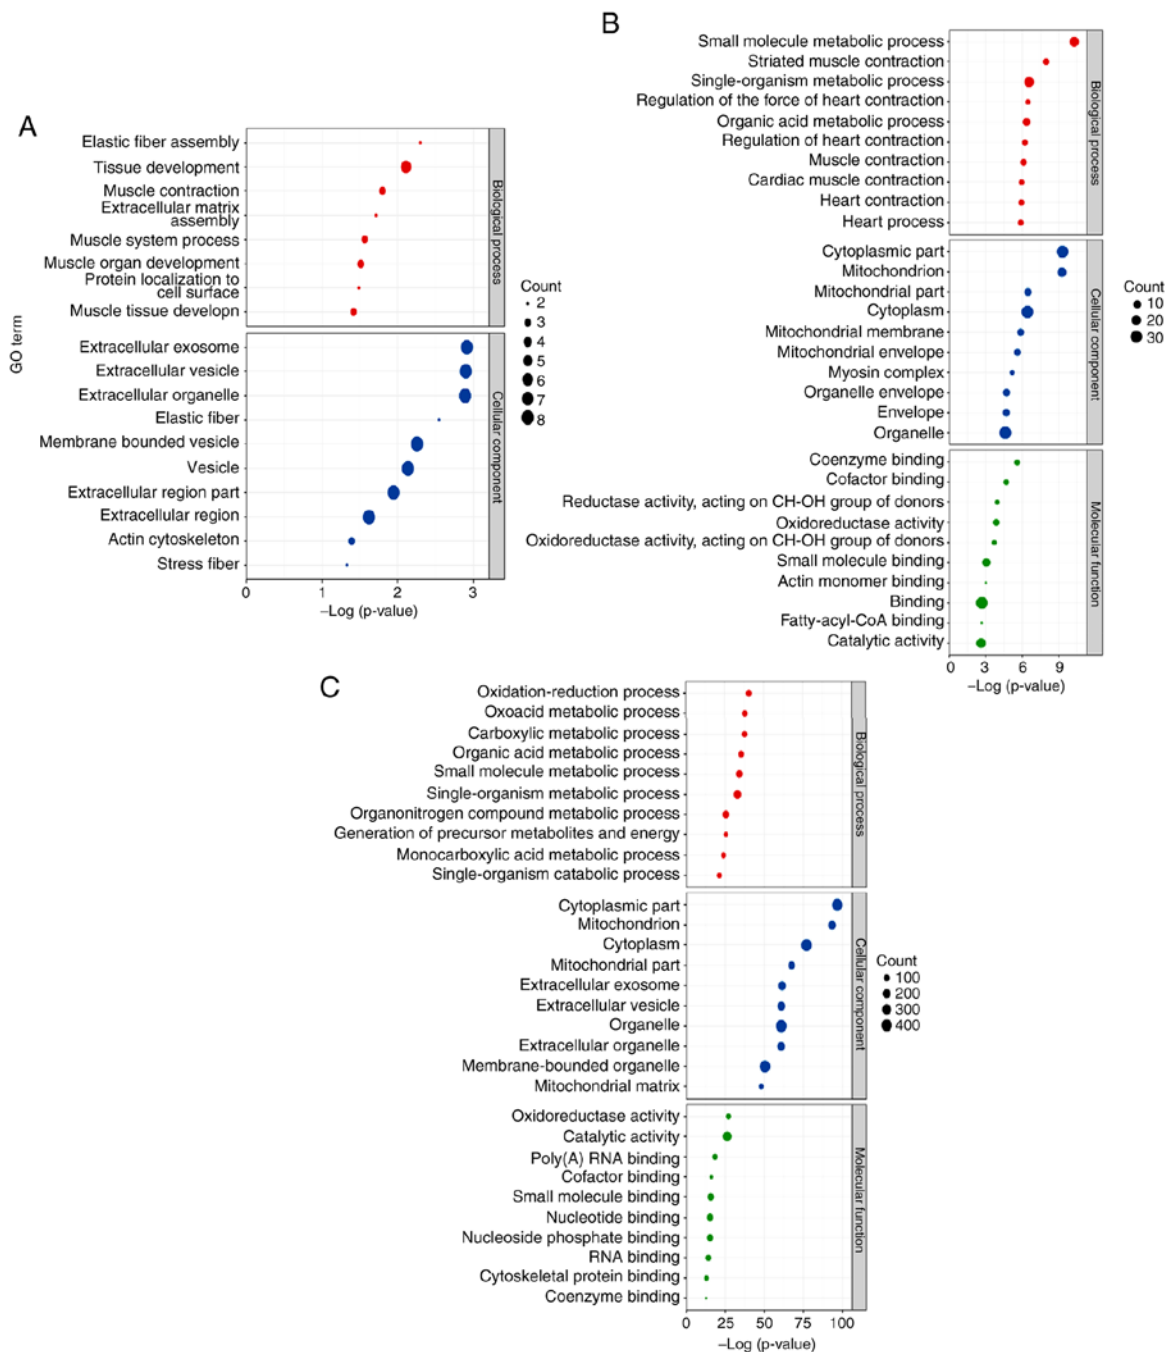 A
GO term
Elastic fiber assembly
Tissue development
Muscle contraction
Extracellular matrix
assembly
Muscle system process
Muscle organ development
Protein localization to
cell surface
Muscle tissue developn
Biological process
Extracellular exosome
Extracellular vesicle
Extracellular organelle
Elastic fiber
Membrane bounded vesicle
Vesicle
Extracellular region part
Extracellular region
Actin cytoskeleton
Stress fiber
Cellular component
0 1 2 3
−Log (p-value)
Count
2
3
4
5
6
7
8
B
Small molecule metabolic process
Striated muscle contraction
Single-organism metabolic process
Regulation of the force of heart contraction
Organic acid metabolic process
Regulation of heart contraction
Muscle contraction
Cardiac muscle contraction
Heart contraction
Heart process
Biological process
Cytoplasmic part
Mitochondrion
Mitochondrial part
Cytoplasm
Mitochondrial membrane
Mitochondrial envelope
Myosin complex
Organelle envelope
Envelope
Organelle
Cellular component
Coenzyme binding
Cofactor binding
Reductase activity, acting on CH-OH group of donors
Oxidoreductase activity
Oxidoreductase activity, acting on CH-OH group of donors
Small molecule binding
Actin monomer binding
Binding
Fatty-acyl-CoA binding
Catalytic activity
Molecular function
0 3 6 9
−Log (p-value)
Count
10
20
30
C
Oxidation-reduction process
Oxoacid metabolic process
Carboxylic metabolic process
Organic acid metabolic process
Small molecule metabolic process
Single-organism metabolic process
Organonitrogen compound metabolic process
Generation of precursor metabolites and energy
Monocarboxylic acid metabolic process
Single-organism catabolic process
Biological process
Cytoplasmic part
Mitochondrion
Cytoplasm
Mitochondrial part
Extracellular exosome
Extracellular vesicle
Organelle
Extracellular organelle
Membrane-bounded organelle
Mitochondrial matrix
Cellular component
Oxidoreductase activity
Catalytic activity
Poly(A) RNA binding
Cofactor binding
Small molecule binding
Nucleotide binding
Nucleoside phosphate binding
RNA binding
Cytoskeletal protein binding
Coenzyme binding
Molecular function
0 25 50 75 100
−Log (p-value)
Count
100
200
300
400